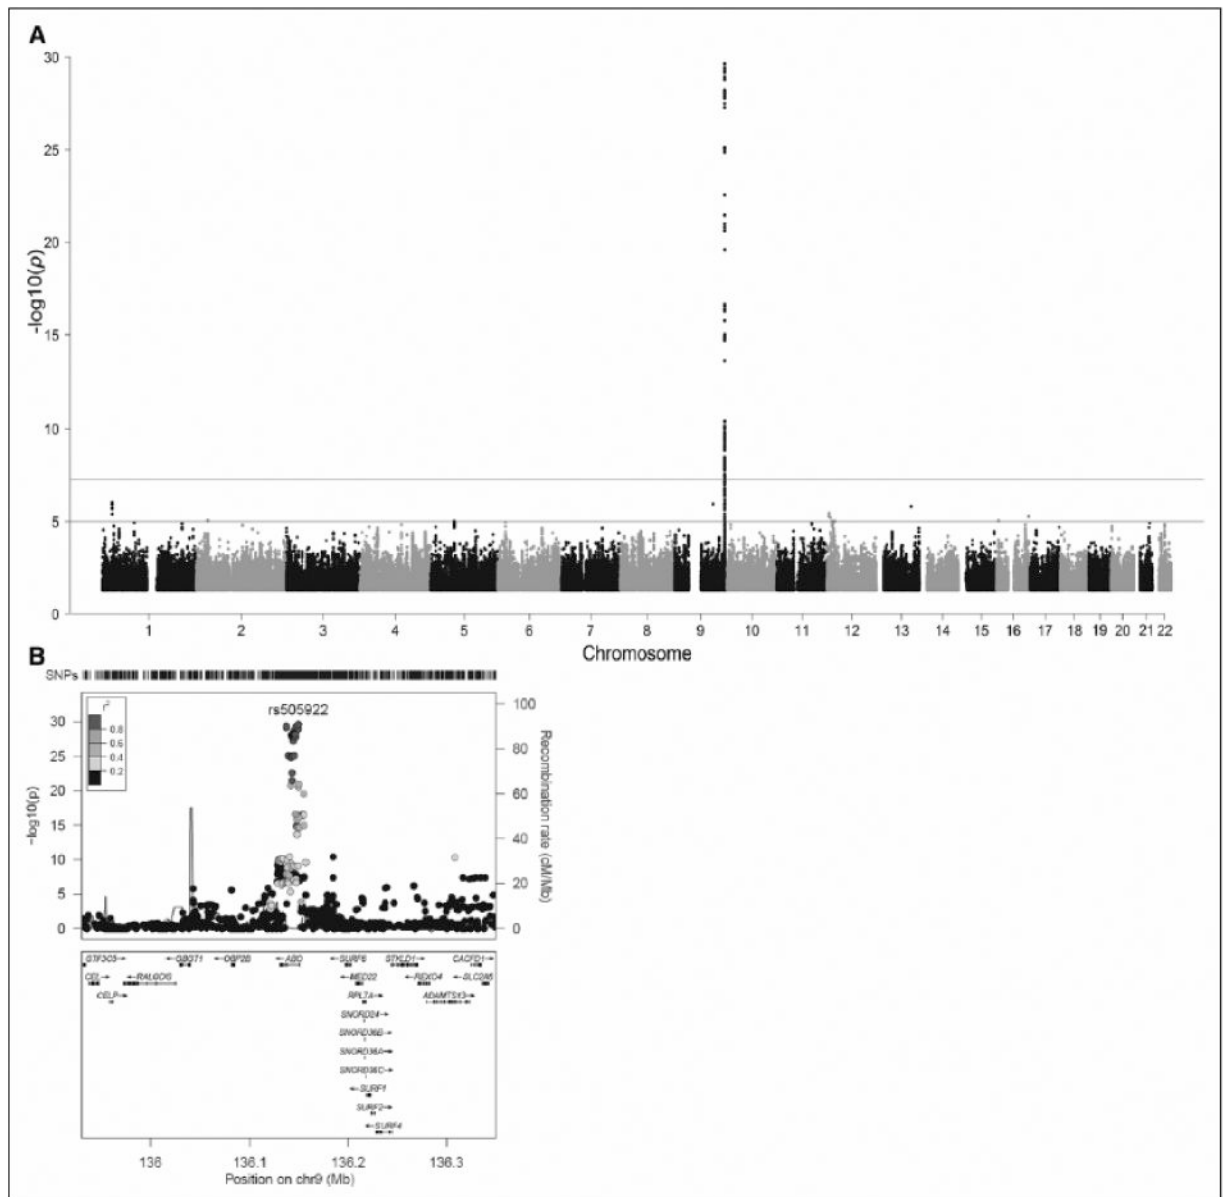 A
30
25
20
15
10
5
0
-log10(p)
1 2 3 4 5 6 7 8 9 10 11 12 13 14 15 16 17 18 19 20 21 22
Chromosome
B
SNPs
r²
0.8
0.6
0.4
0.2
rs505922
30
25
20
15
10
5
0
-log10(p)
100
80
60
40
20
0
Recombination rate (cM/Mb)
GBGT1 OBP2B ABO SURF6 STKLD1 CACFD1
CEL RALGDS MED22 REXO4 SLC2A6
CELP RPL7A ADAMTS13
SNORD24
SNORD36B
SNORD36A
SNORD36C
SURF1
SURF2
SURF4
136 136.1 136.2 136.3
Position on chr9 (Mb)